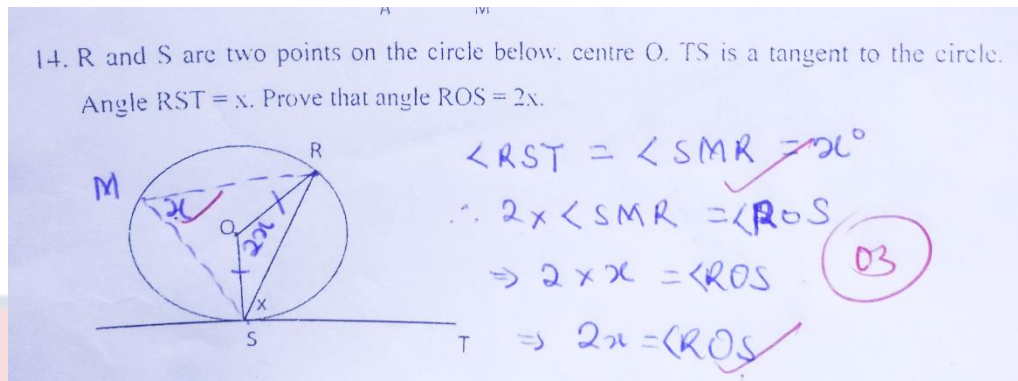 14. R and S are two points on the circle below, centre O. TS is a tangent to the circle.
Angle RST = x. Prove that angle ROS = 2x.
R
M
x
O
2x
x
S
T
<RST = <SMR = x°
∴ 2x<SMR = <ROS
⇒ 2 x x = <ROS
⇒ 2x = <ROS
03